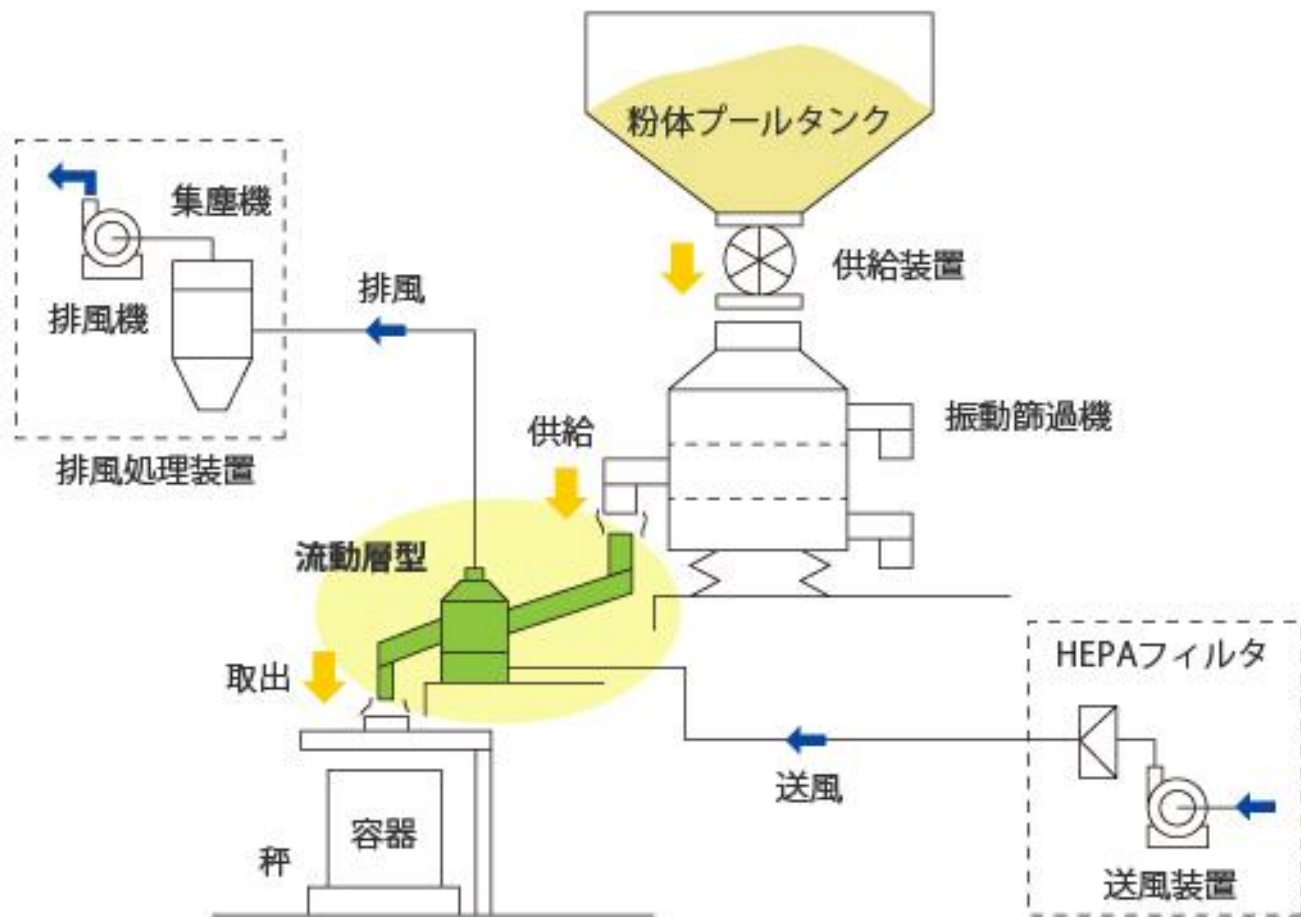 粉体プールタンク
集塵機
供給装置
排風
排風機
振動篩過機
供給
排風処理装置
流動層型
HEPAフィルタ
取出
送風
容器
秤
送風装置